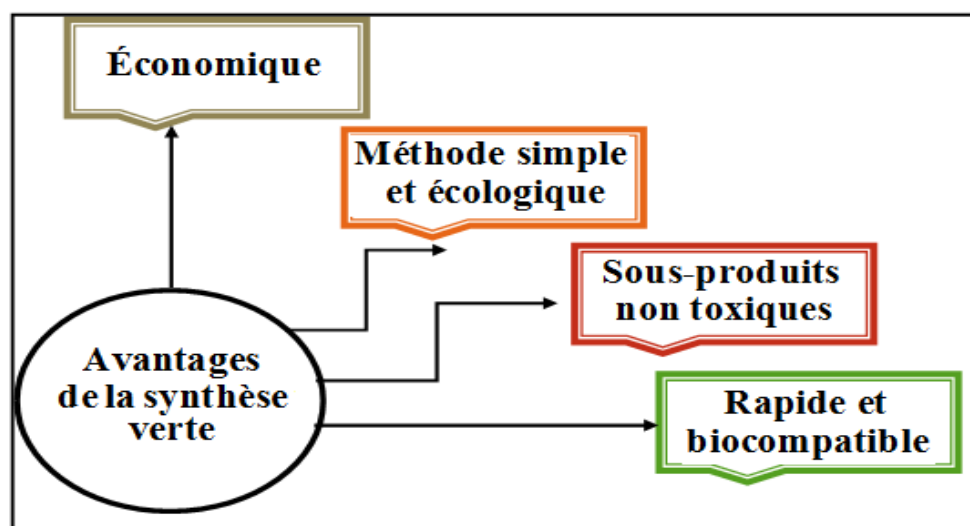 Économique
Méthode simple
et écologique
Sous-produits
non toxiques
Avantages
de la synthèse
verte
Rapide et
biocompatible